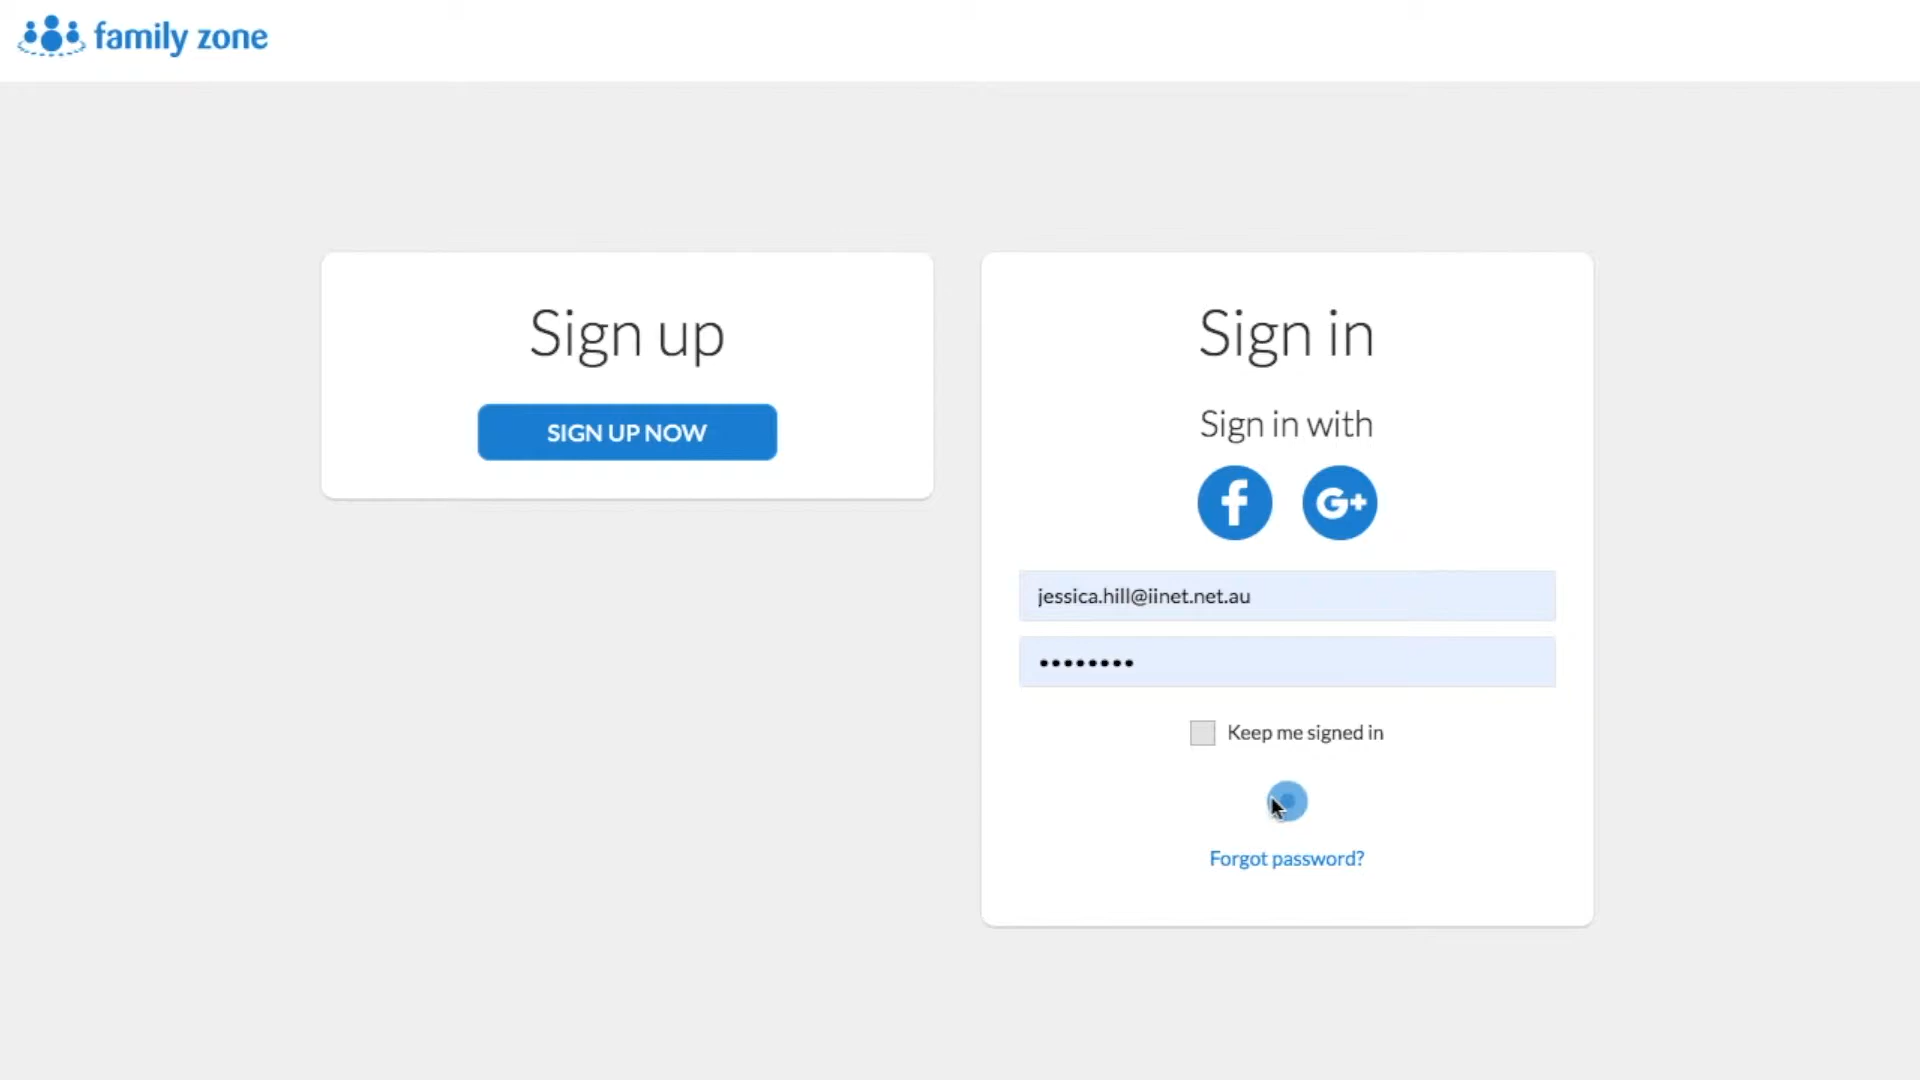 family zone
Sign up
SIGN UP NOW
Sign in
Sign in with
f
G+
jessica.hill@iinet.net.au
••••••••
Keep me signed in
Forgot password?